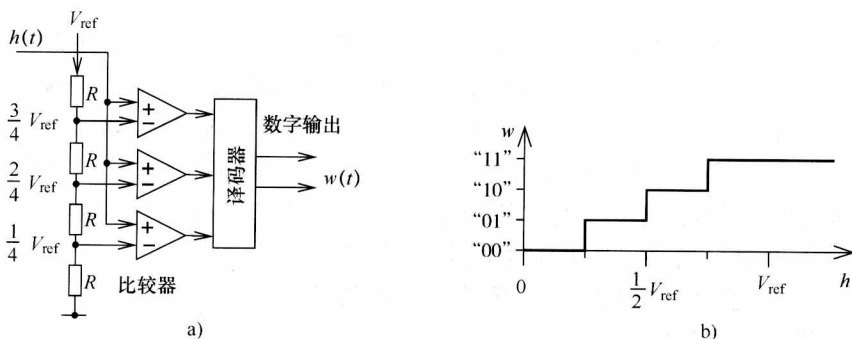 V_ref
h(t)
R
3/4 V_ref
+
−
数字输出
R
2/4 V_ref
+
−
译码器
w(t)
R
1/4 V_ref
+
−
R
比较器
a)
w
“11”
“10”
“01”
“00”
0
1/2 V_ref
V_ref
h
b)